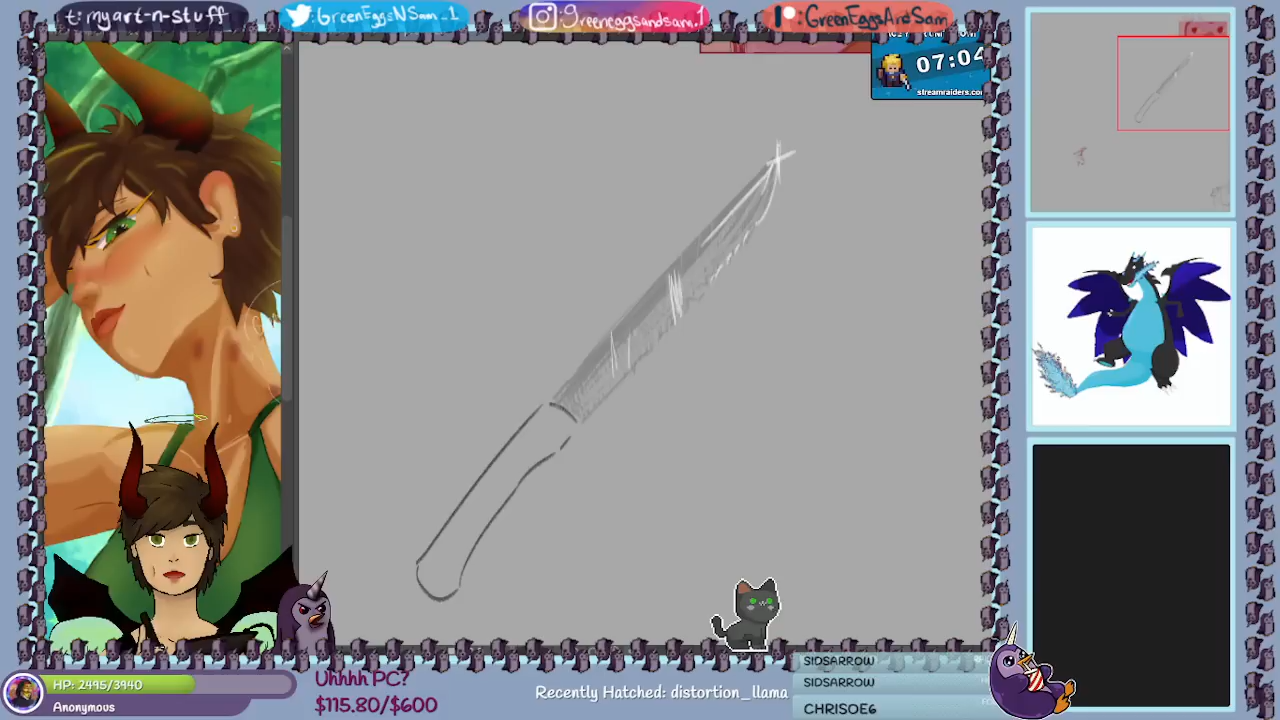 t:myart-n-stuff
:GreenEggsNSam_1
:greeneggsandsam.1
:GreenEggsAndSam
07:04
streamraiders.co
HP: 2495/3940
Anonymous
Uhhhh PC?
$115.80/$600
Recently Hatched: distortion_llama
SIDSARROW
SIDSARROW
CHRISOE6